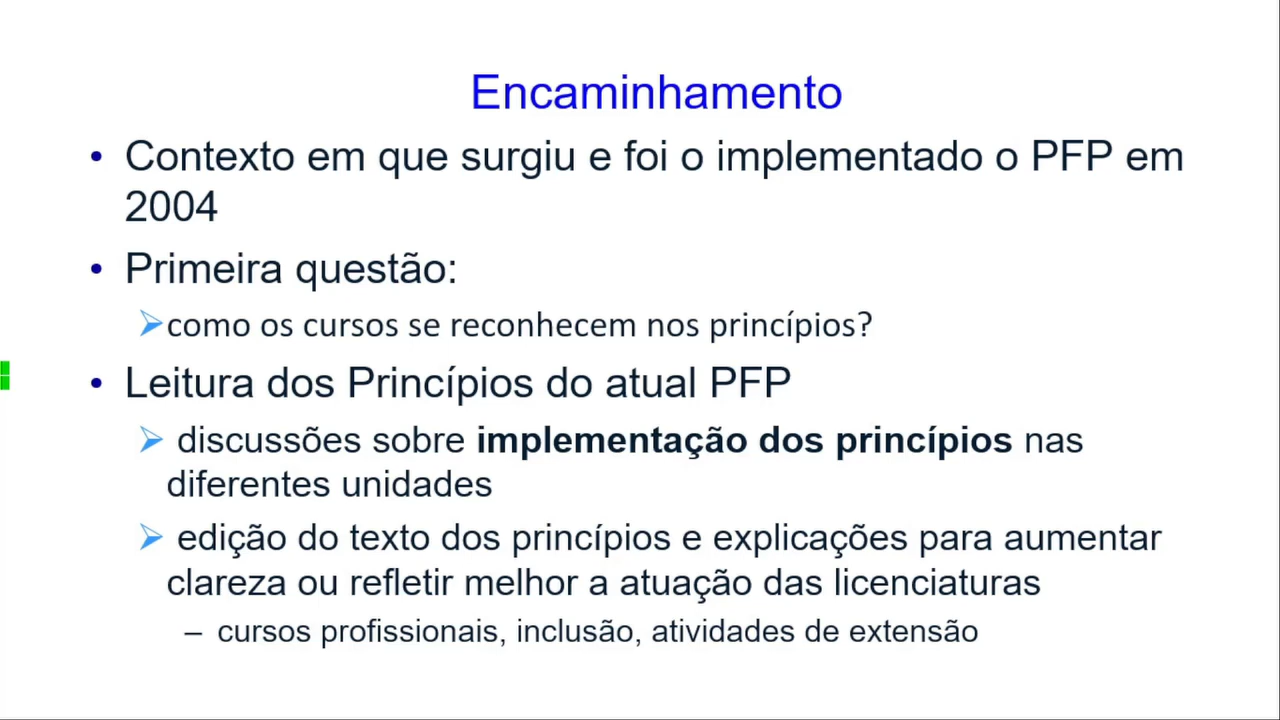 Encaminhamento
• Contexto em que surgiu e foi o implementado o PFP em
2004
• Primeira questão:
➢como os cursos se reconhecem nos princípios?
• Leitura dos Princípios do atual PFP
➢ discussões sobre implementação dos princípios nas
diferentes unidades
➢ edição do texto dos princípios e explicações para aumentar
clareza ou refletir melhor a atuação das licenciaturas
– cursos profissionais, inclusão, atividades de extensão